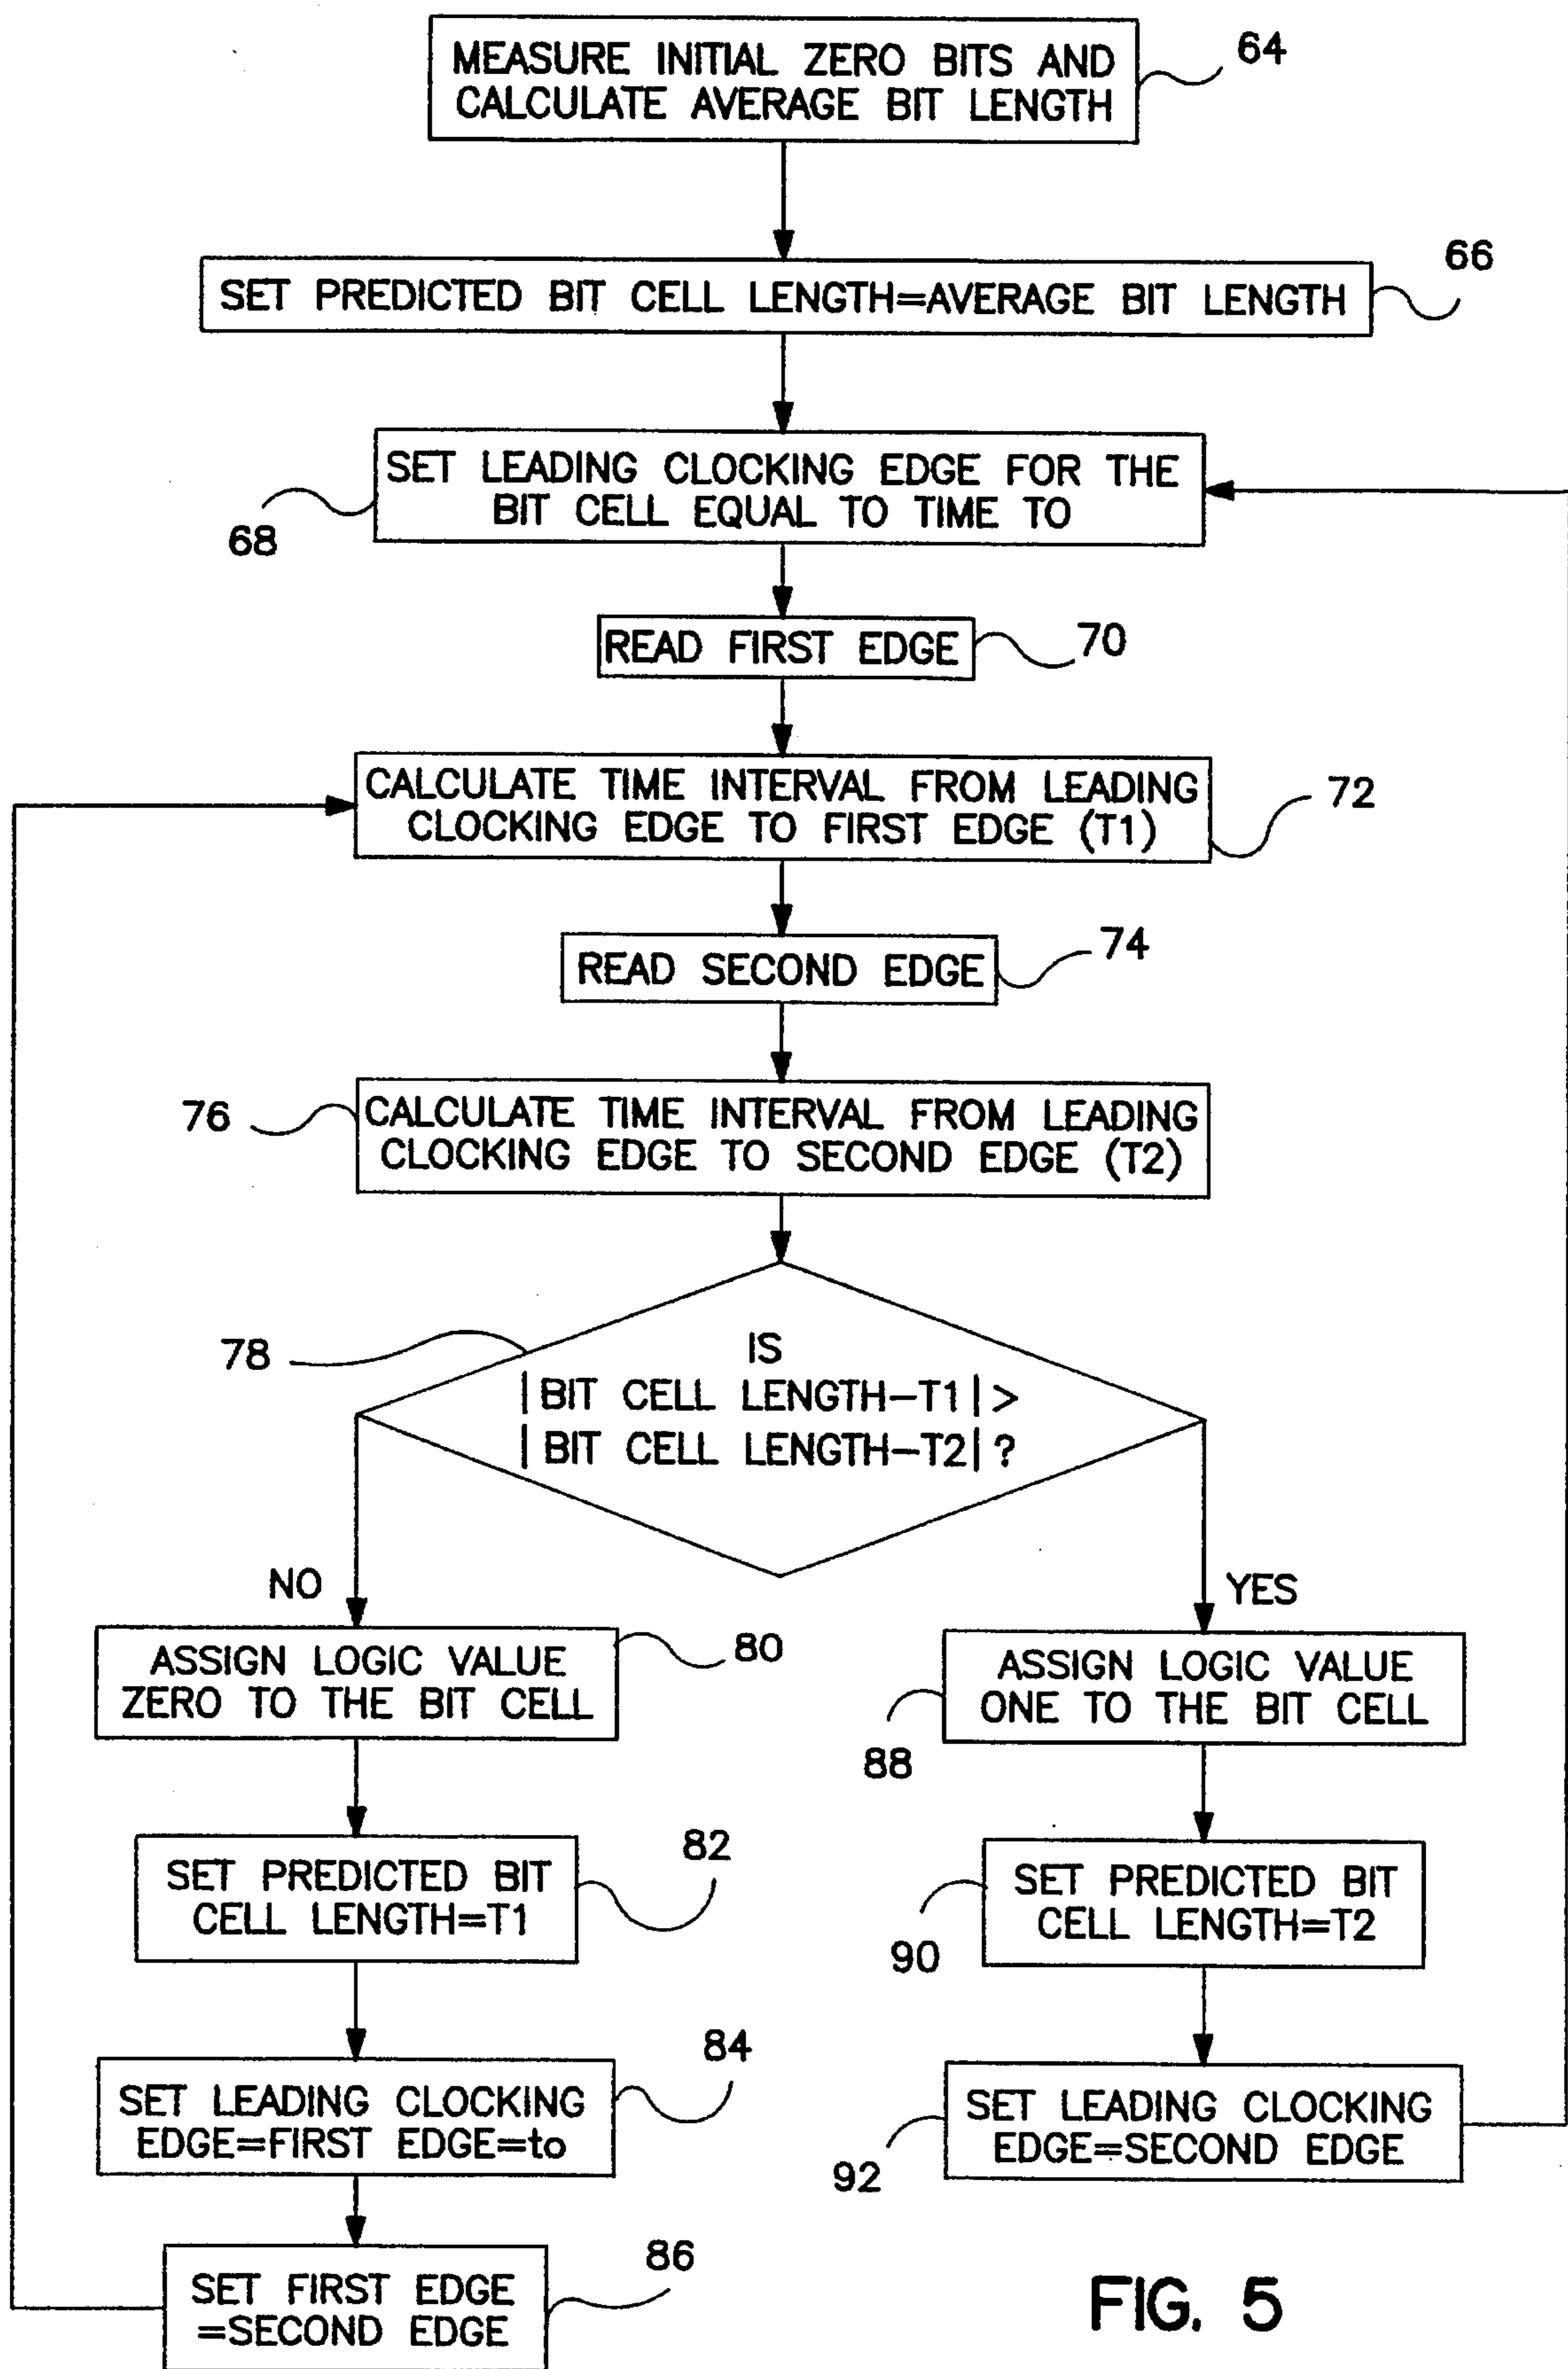 MEASURE INITIAL ZERO BITS AND
CALCULATE AVERAGE BIT LENGTH
64
SET PREDICTED BIT CELL LENGTH=AVERAGE BIT LENGTH
66
SET LEADING CLOCKING EDGE FOR THE
BIT CELL EQUAL TO TIME TO
68
READ FIRST EDGE
70
CALCULATE TIME INTERVAL FROM LEADING
CLOCKING EDGE TO FIRST EDGE (T1)
72
READ SECOND EDGE
74
76
CALCULATE TIME INTERVAL FROM LEADING
CLOCKING EDGE TO SECOND EDGE (T2)
78
IS
|BIT CELL LENGTH-T1|>
|BIT CELL LENGTH-T2|?
NO
YES
ASSIGN LOGIC VALUE
ZERO TO THE BIT CELL
80
ASSIGN LOGIC VALUE
ONE TO THE BIT CELL
88
SET PREDICTED BIT
CELL LENGTH=T1
82
SET PREDICTED BIT
CELL LENGTH=T2
90
SET LEADING CLOCKING
EDGE=FIRST EDGE=to
84
SET LEADING CLOCKING
EDGE=SECOND EDGE
92
SET FIRST EDGE
=SECOND EDGE
86
FIG. 5